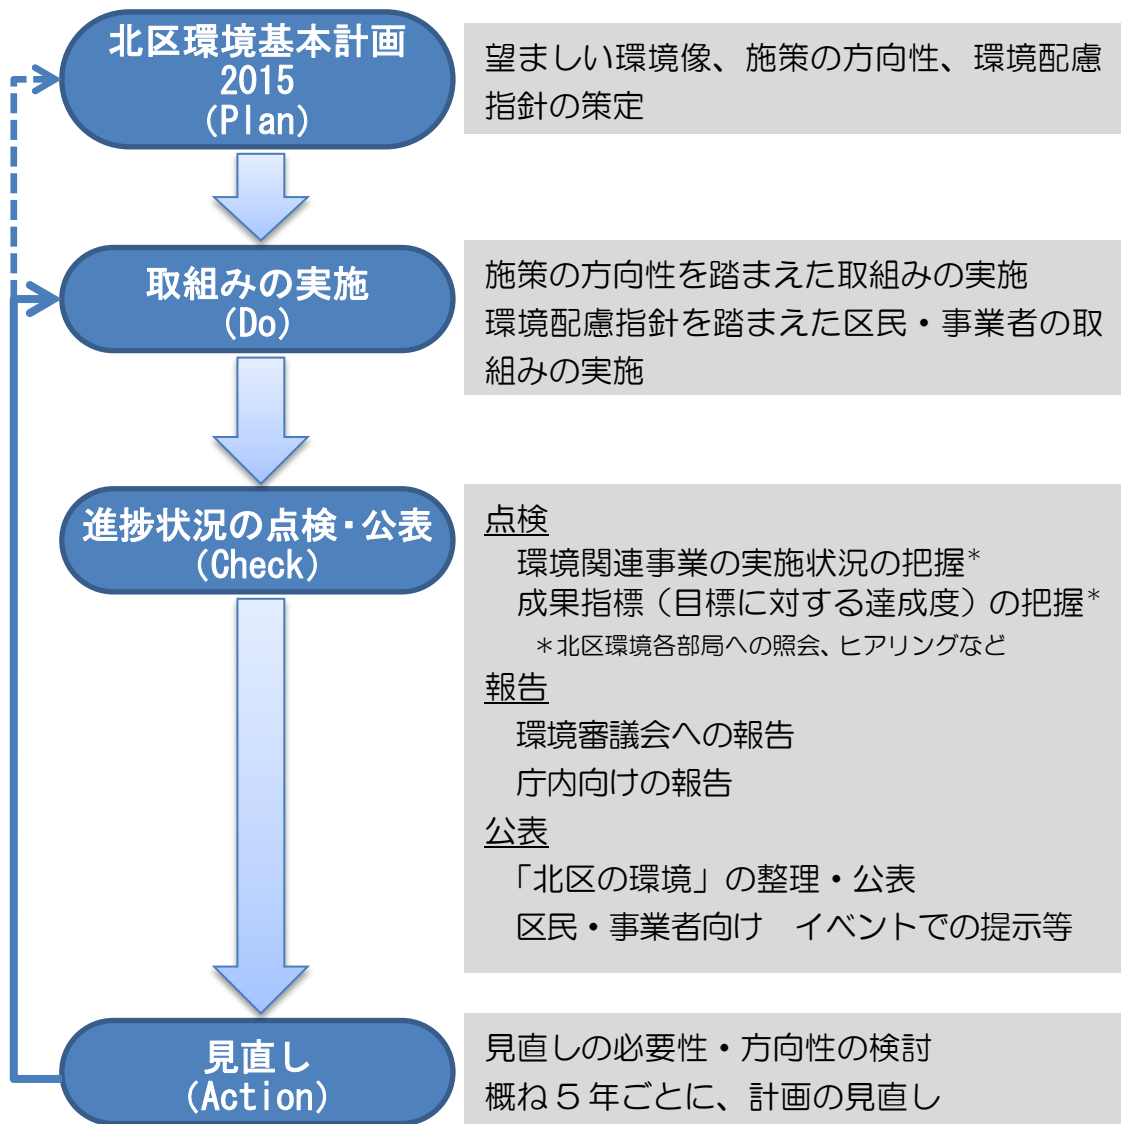 北区環境基本計画
2015
(Plan)
望ましい環境像、施策の方向性、環境配慮
指針の策定
取組みの実施
(Do)
施策の方向性を踏まえた取組みの実施
環境配慮指針を踏まえた区民・事業者の取
組みの実施
進捗状況の点検・公表
(Check)
点検
環境関連事業の実施状況の把握*
成果指標（目標に対する達成度）の把握*
＊北区環境各部局への照会、ヒアリングなど
報告
環境審議会への報告
庁内向けの報告
公表
「北区の環境」の整理・公表
区民・事業者向け　イベントでの提示等
見直し
(Action)
見直しの必要性・方向性の検討
概ね５年ごとに、計画の見直し